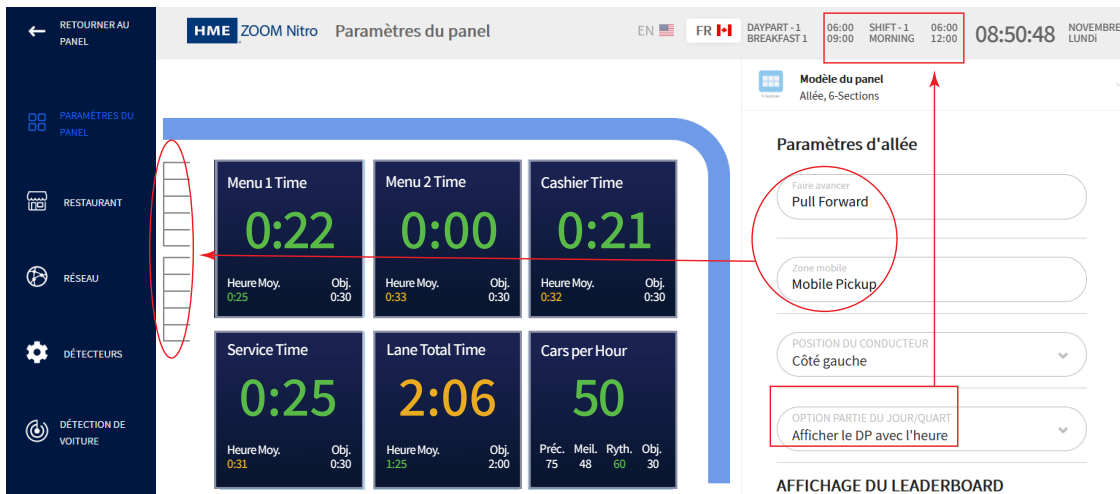 RETOURNER AU
PANEL
HME ZOOM Nitro Paramètres du panel
EN FR
DAYPART - 1
BREAKFAST 1
06:00
09:00
SHIFT - 1
MORNING
06:00
12:00
08:50:48
NOVEMBRE
LUNDi
PARAMÈTRES DU
PANEL
RESTAURANT
RÉSEAU
DÉTECTEURS
DÉTECTION DE
VOITURE
Menu 1 Time
0:22
Heure Moy. Obj.
0:25 0:30
Menu 2 Time
0:00
Heure Moy. Obj.
0:33 0:30
Cashier Time
0:21
Heure Moy. Obj.
0:32 0:30
Service Time
0:25
Heure Moy. Obj.
0:31 0:30
Lane Total Time
2:06
Heure Moy. Obj.
1:25 2:00
Cars per Hour
50
Préc. Meil. Ryth. Obj.
75 48 60 30
Modèle du panel
Allée, 6-Sections
Paramètres d'allée
Faire avancer
Pull Forward
Zone mobile
Mobile Pickup
POSITION DU CONDUCTEUR
Côté gauche
OPTION PARTIE DU JOUR/QUART
Afficher le DP avec l'heure
AFFICHAGE DU LEADERBOARD